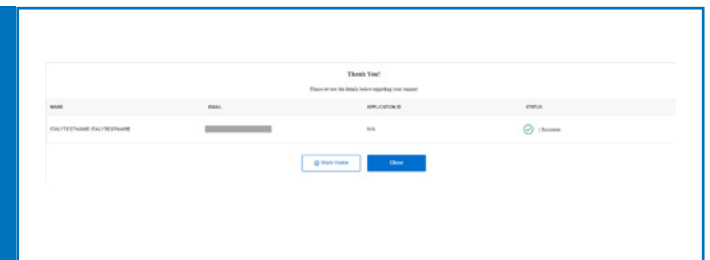 Thank You!
Please review the details below regarding your request
NAME EMAIL APPLICATION ID STATUS
ITALYTESTNAME ITALYTESTNAME N/A : Success
Close